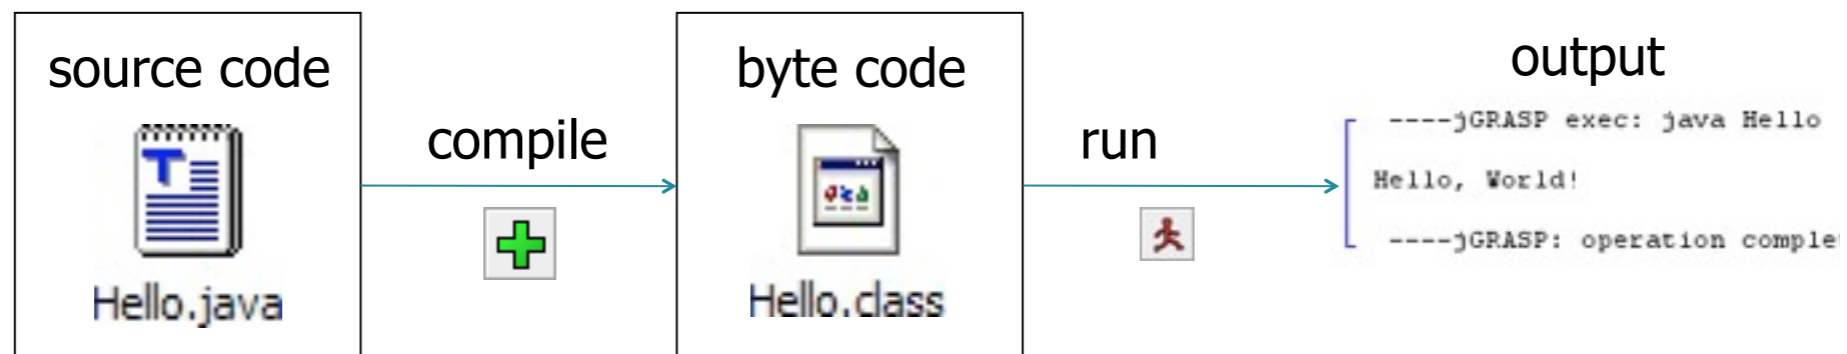 source code
Hello.java
compile
byte code
Hello.class
run
output
----jGRASP exec: java Hello
Hello, World!
----jGRASP: operation complet